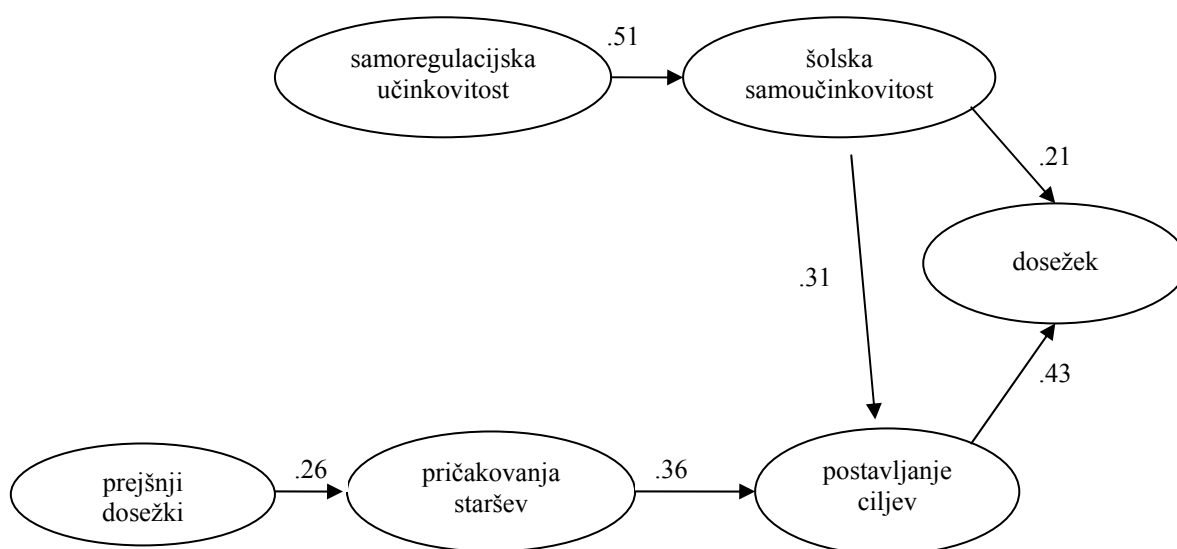 .51
samoregulacijska
učinkovitost
šolska
samoučinkovitost
.21
dosežek
.31
.43
prejšnji
dosežki
.26
pričakovanja
staršev
.36
postavljanje
ciljev